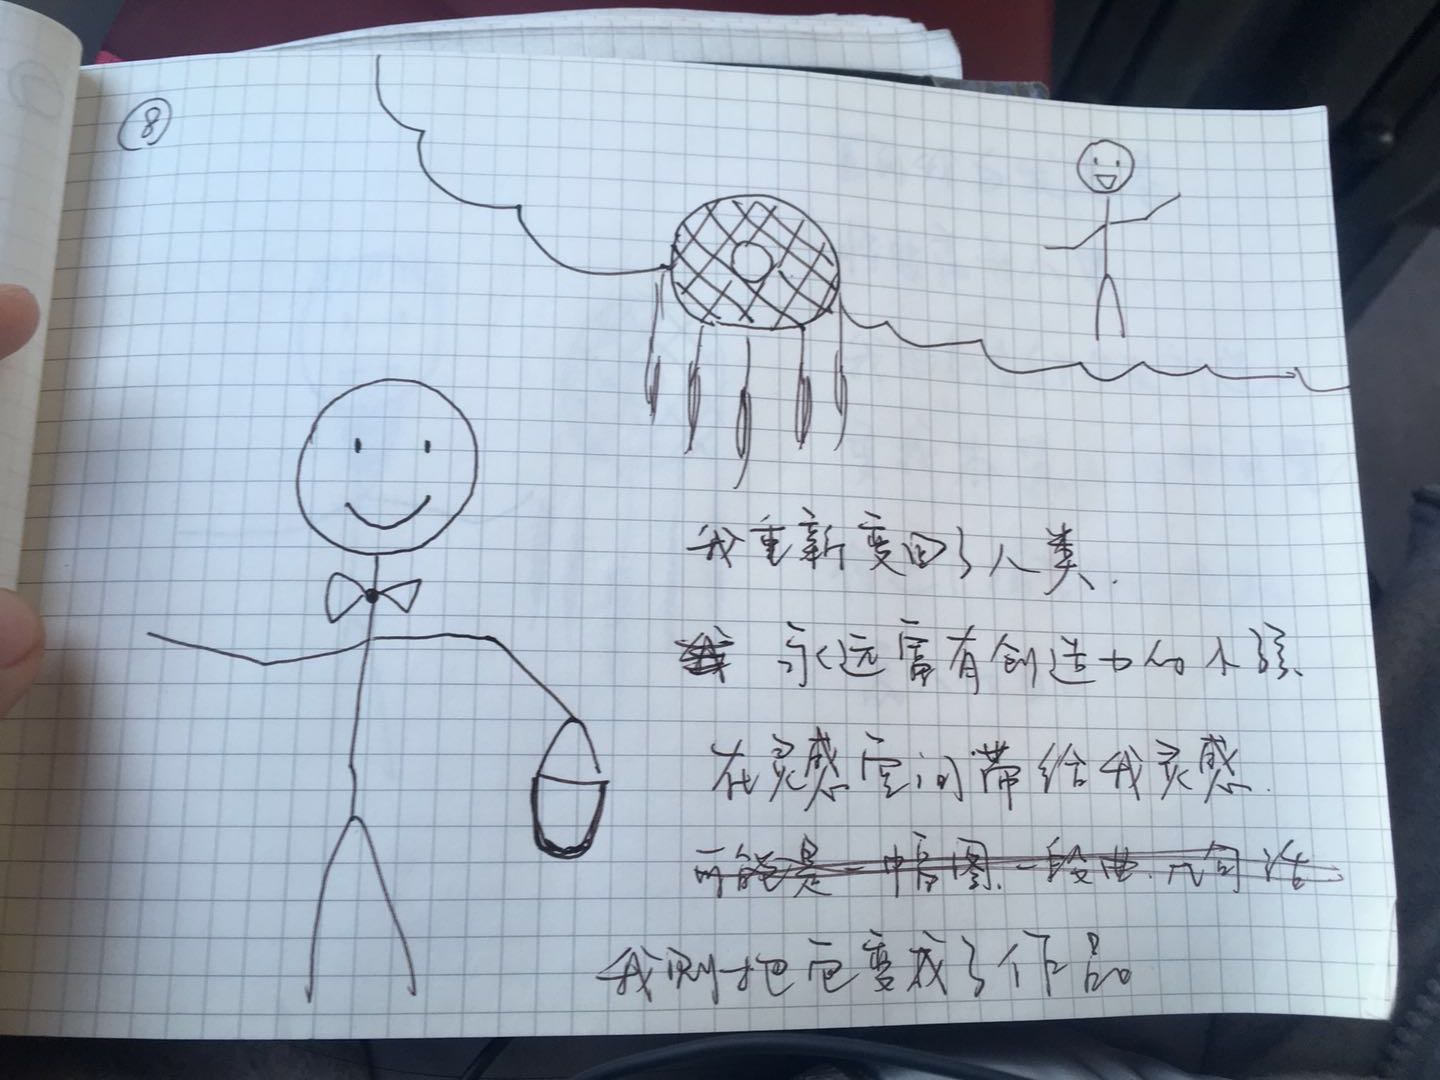 8
我重新变回了人类.
我 永远富有创造力的小孩、
在灵感空间带给我灵感.
可能是一幅图、一段曲、几句话
我则把它变成了作品